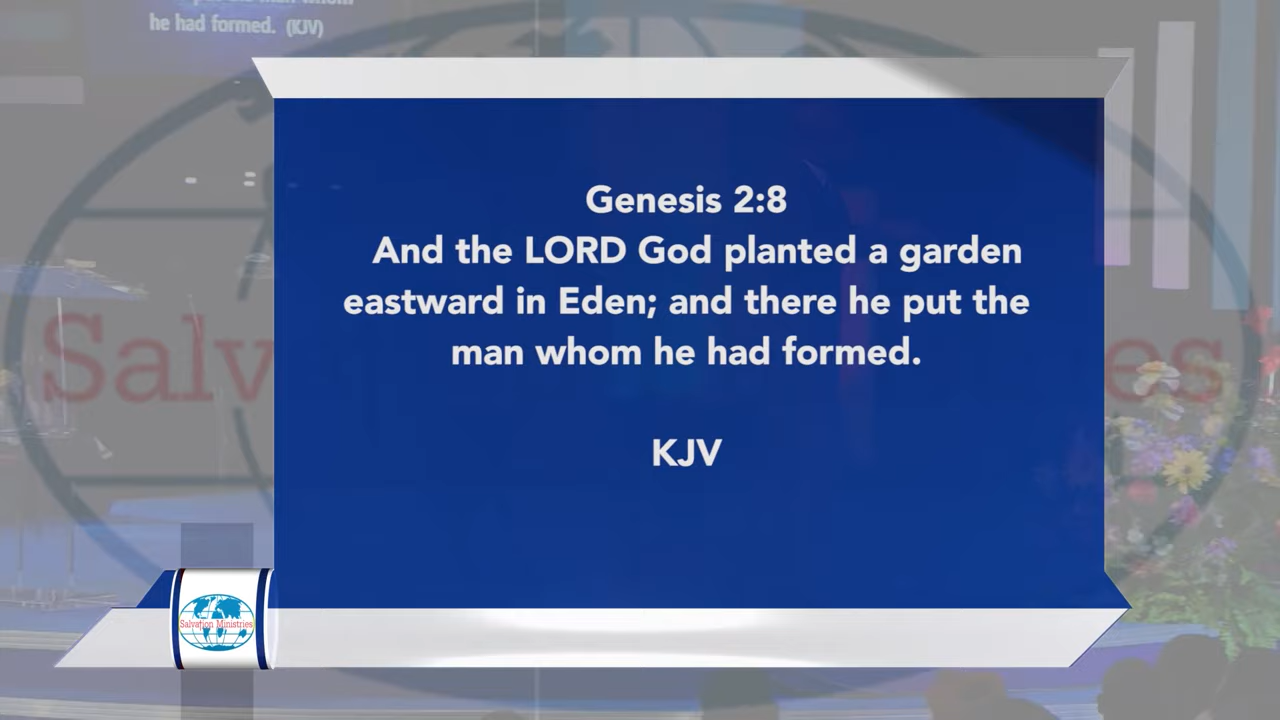 he had formed. (KJV)
Genesis 2:8
And the LORD God planted a garden
eastward in Eden; and there he put the
man whom he had formed.
KJV
Salvation Ministries